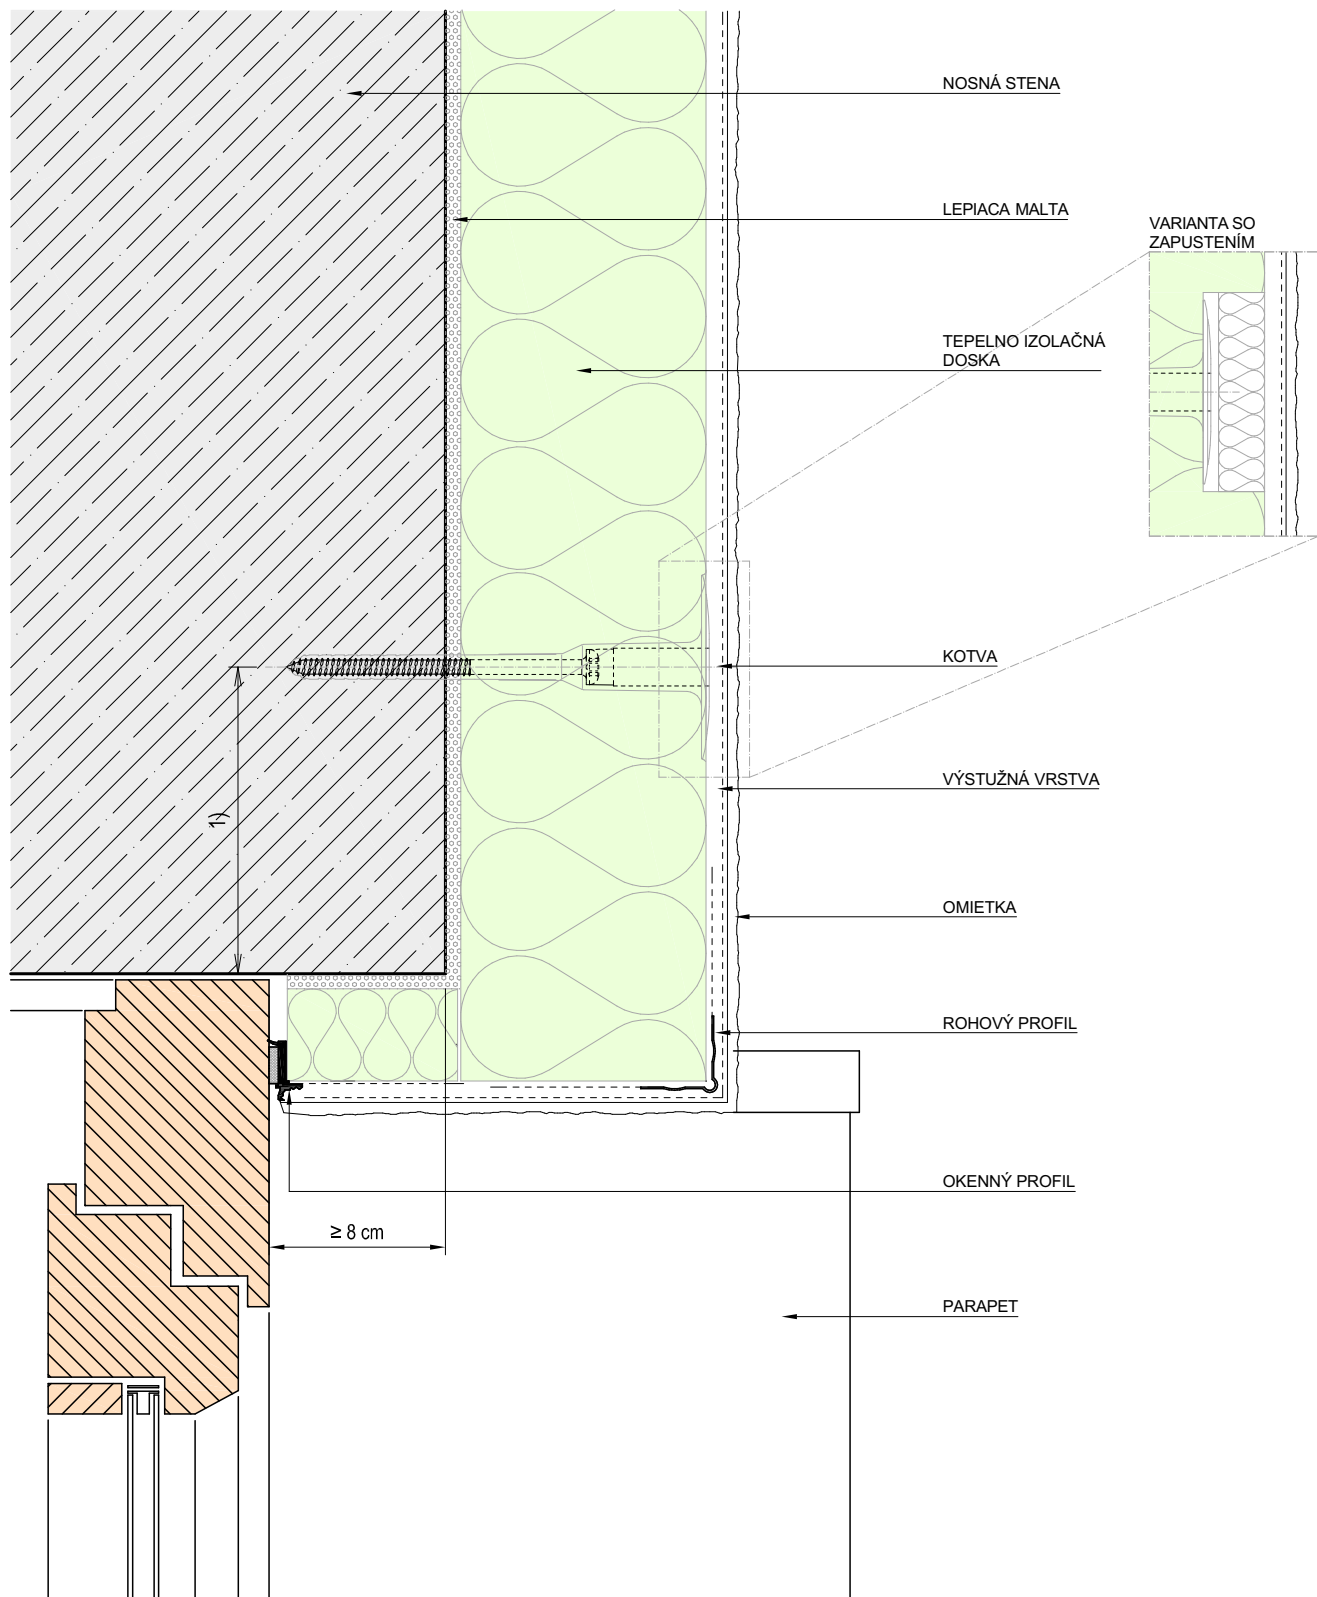 NOSNÁ STENA
LEPIACA MALTA
VARIANTA SO
ZAPUSTENÍM
TEPELNO IZOLAČNÁ
DOSKA
KOTVA
VÝSTUŽNÁ VRSTVA
1)
OMIETKA
ROHOVÝ PROFIL
OKENNÝ PROFIL
≥ 8 cm
PARAPET